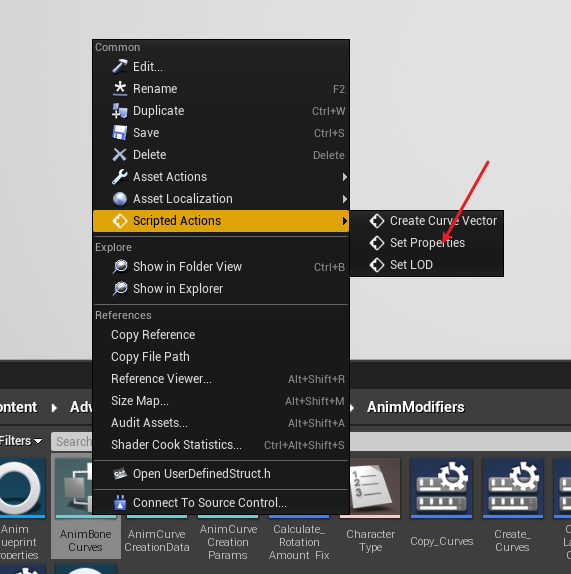 Common
Edit...
Rename F2
Duplicate Ctrl+W
Save Ctrl+S
Delete Delete
Asset Actions
Asset Localization
Scripted Actions
Create Curve Vector
Set Properties
Set LOD
Explore
Show in Folder View Ctrl+B
Show in Explorer
References
Copy Reference
Copy File Path
Reference Viewer... Alt+Shift+R
Size Map... Alt+Shift+M
Audit Assets... Alt+Shift+A
Shader Cook Statistics... Ctrl+Alt+Shift+S
Open UserDefinedStruct.h
Connect To Source Control...
ontent Adv AnimModifiers
Filters Search
Anim
ueprint
roperties
AnimBone
Curves
AnimCurve
CreationData
AnimCurve
Creation
Params
Calculate_
Rotation
Amount_Fix
Character
Type
1
2
3
Copy_Curves
Create_
Curves
C
La
C